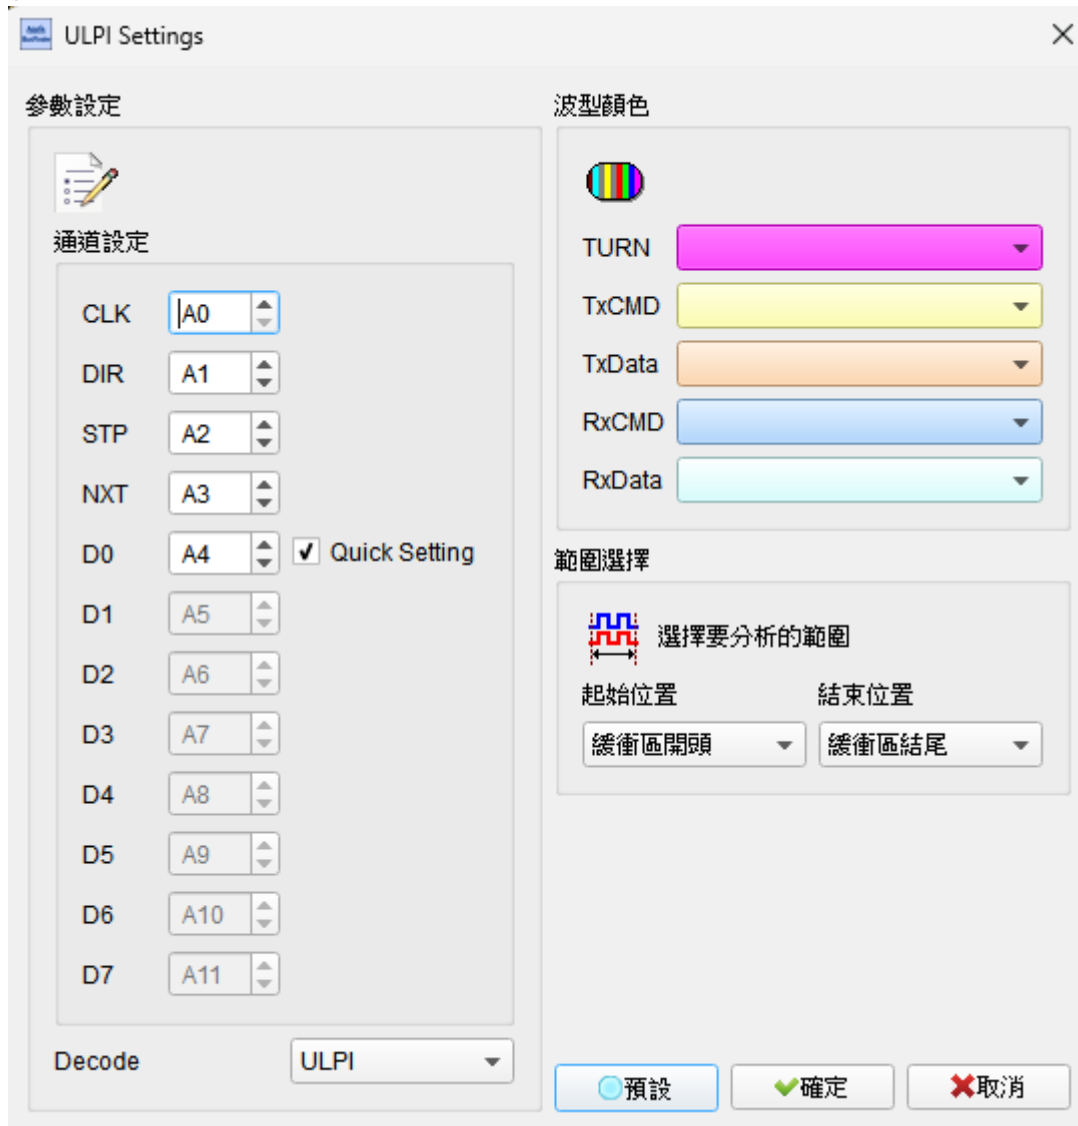 ULPI Settings
參數設定
通道設定
CLK A0
DIR A1
STP A2
NXT A3
D0 A4 Quick Setting
D1 A5
D2 A6
D3 A7
D4 A8
D5 A9
D6 A10
D7 A11
Decode ULPI
波型顏色
TURN
TxCMD
TxData
RxCMD
RxData
範圍選擇
選擇要分析的範圍
起始位置 結束位置
緩衝區開頭 緩衝區結尾
預設 確定 取消